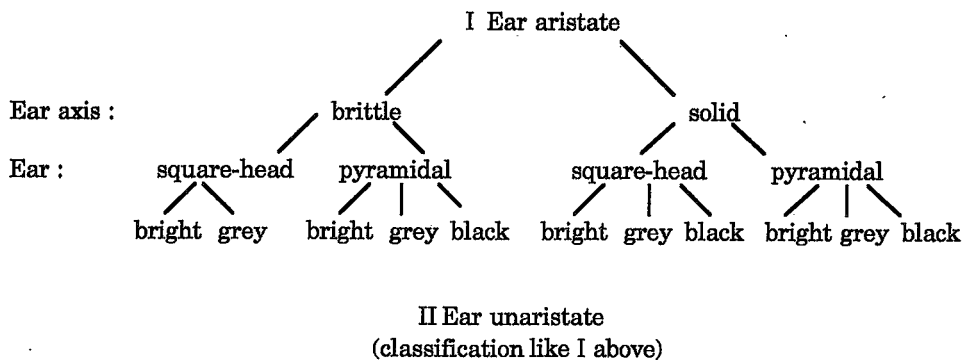 I Ear aristate
Ear axis : brittle solid
Ear : square-head pyramidal square-head pyramidal
bright grey bright grey black bright grey black bright grey black
II Ear unaristate
(classification like I above)